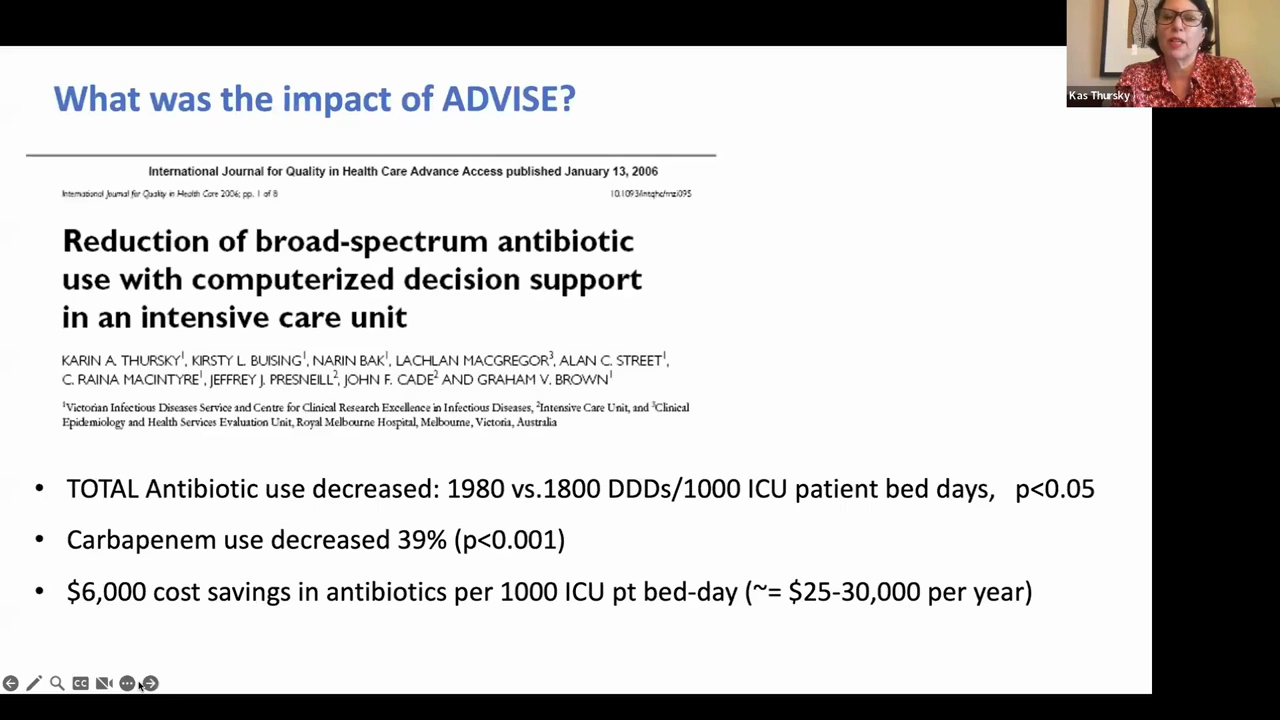 What was the impact of ADVISE?
Kas Thursky
International Journal for Quality in Health Care Advance Access published January 13, 2006
International Journal for Quality in Health Care 2006; pp. 1 of 8 10.1093/intqhc/mzi095
Reduction of broad-spectrum antibiotic
use with computerized decision support
in an intensive care unit
KARIN A. THURSKY1, KIRSTY L. BUISING1, NARIN BAK1, LACHLAN MACGREGOR3, ALAN C. STREET1,
C. RAINA MACINTYRE1, JEFFREY J. PRESNEILL2, JOHN F. CADE2 AND GRAHAM V. BROWN1
1Victorian Infectious Diseases Service and Centre for Clinical Research Excellence in Infectious Diseases, 2Intensive Care Unit, and 3Clinical
Epidemiology and Health Services Evaluation Unit, Royal Melbourne Hospital, Melbourne, Victoria, Australia
• TOTAL Antibiotic use decreased: 1980 vs.1800 DDDs/1000 ICU patient bed days, p<0.05
• Carbapenem use decreased 39% (p<0.001)
• $6,000 cost savings in antibiotics per 1000 ICU pt bed-day (~= $25-30,000 per year)
CC